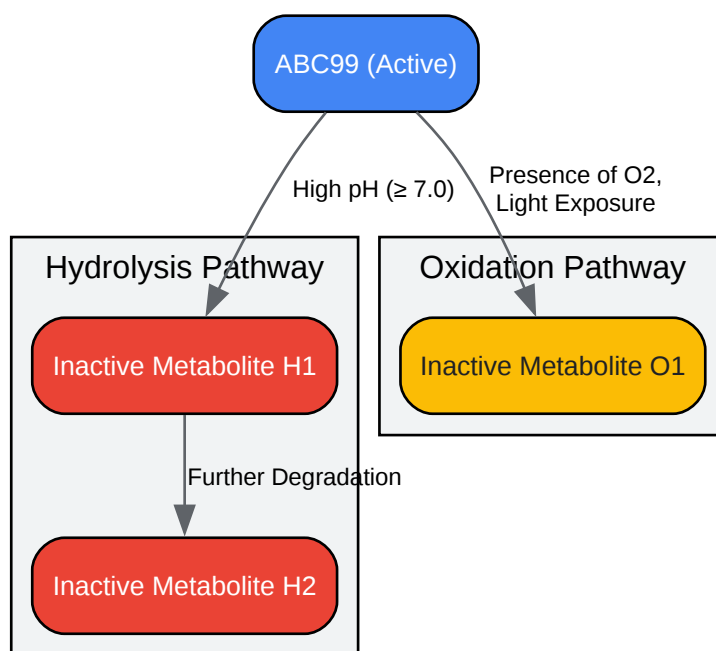 ABC99 (Active)
High pH (≥ 7.0)
Presence of O2,
Light Exposure
Hydrolysis Pathway
Oxidation Pathway
Inactive Metabolite H1
Inactive Metabolite O1
Further Degradation
Inactive Metabolite H2